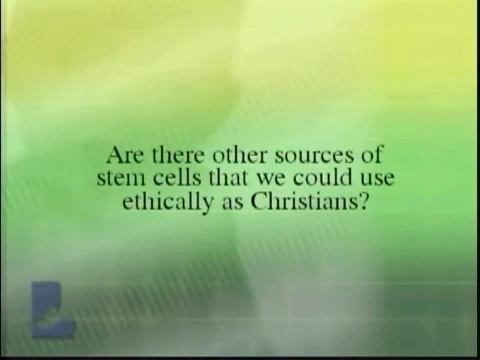 Are there other sources of
stem cells that we could use
ethically as Christians?